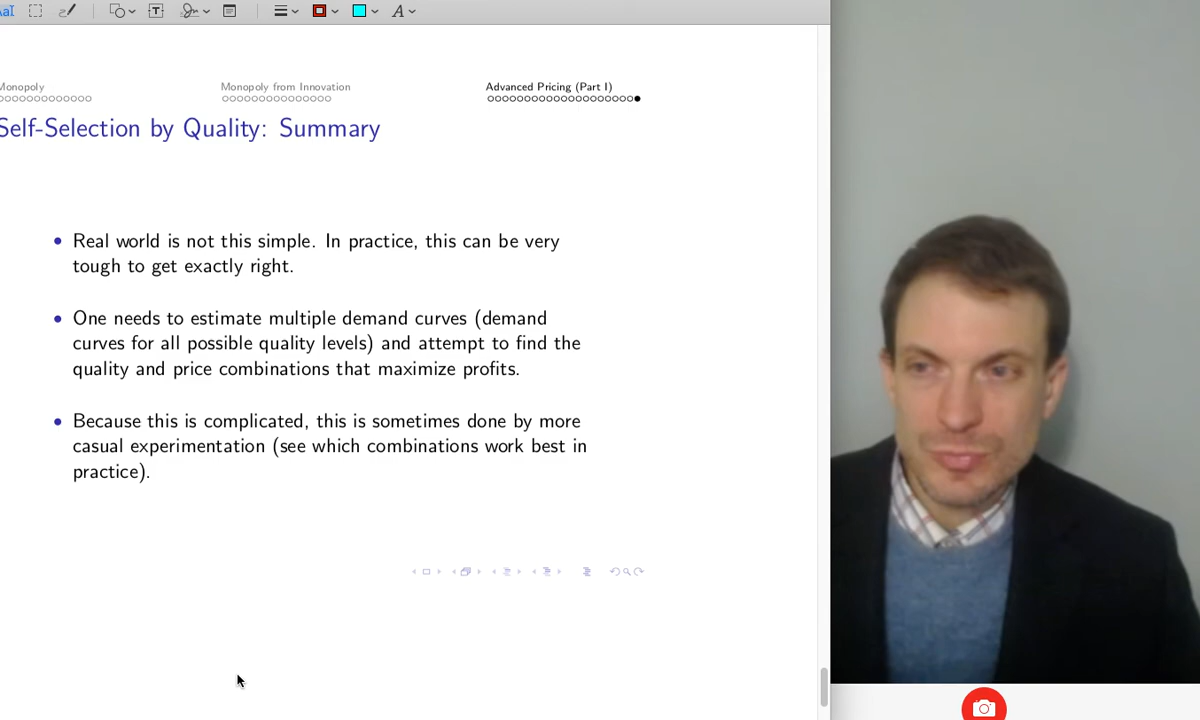 Monopoly
Monopoly from Innovation
Advanced Pricing (Part I)
Self-Selection by Quality: Summary
Real world is not this simple. In practice, this can be very
tough to get exactly right.
One needs to estimate multiple demand curves (demand
curves for all possible quality levels) and attempt to find the
quality and price combinations that maximize profits.
Because this is complicated, this is sometimes done by more
casual experimentation (see which combinations work best in
practice).